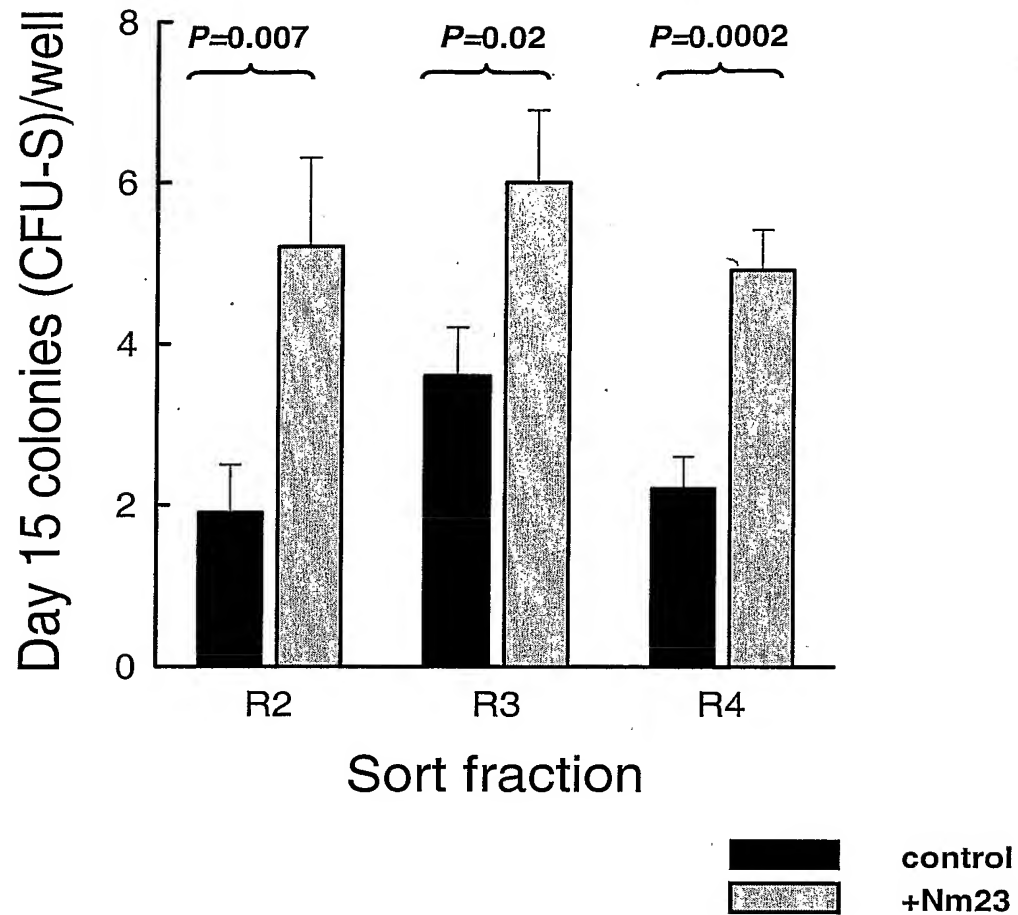 Day 15 colonies (CFU-S)/well
8
6
4
2
0
P=0.007
P=0.02
P=0.0002
R2
R3
R4
Sort fraction
control
+Nm23